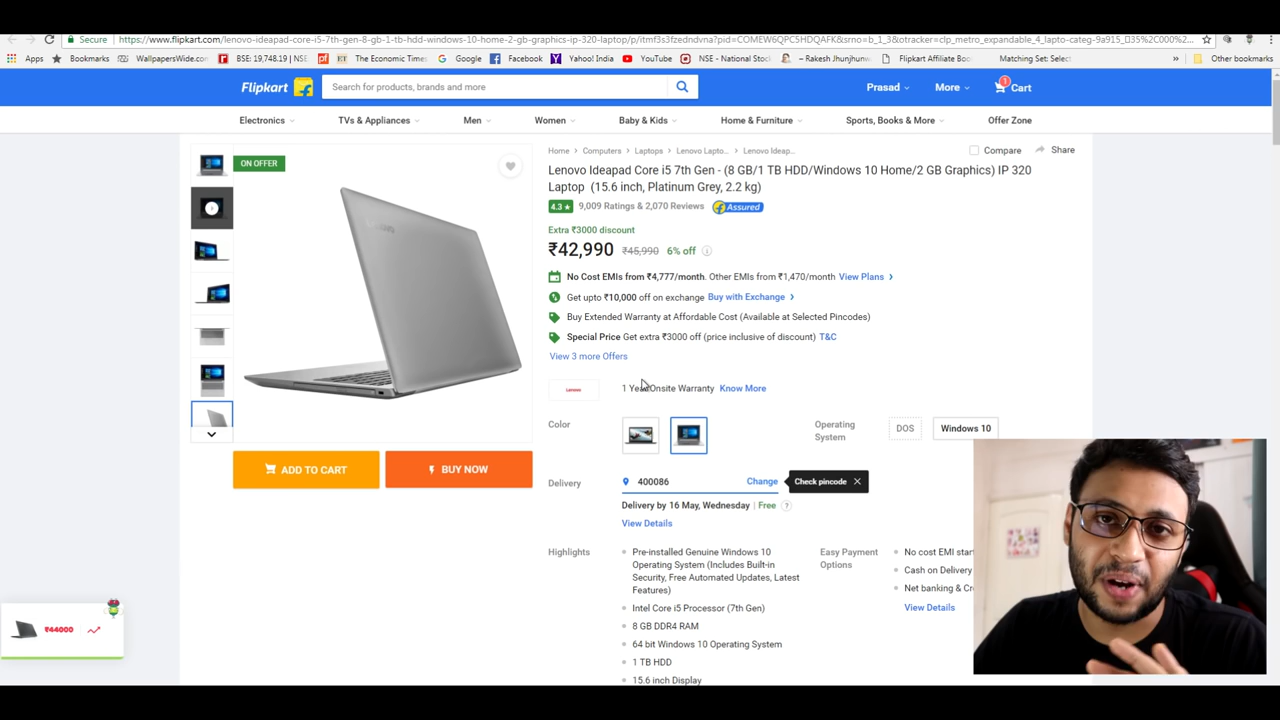 Secure
https://www.flipkart.com/lenovo-ideapad-core-i5-7th-gen-8-gb-1-tb-hdd-windows-10-home-2-gb-graphics-ip-320-laptop/p/
Apps Bookmarks WallpapersWide.co BSE: 19,748.19 | NSE The Economic Times Google Facebook Yahoo! India YouTube NSE - National Stoc – Rakesh Jhunjhunw Flipkart Affiliate Boo Matching Set: Select » Other bookmarks
Flipkart Search for products, brands and more Prasad More Cart
Electronics TVs & Appliances Men Women Baby & Kids Home & Furniture Sports, Books & More Offer Zone
Home > Computers > Laptops > Lenovo Lapto... > Lenovo Ideap...
Compare Share
ON OFFER
Lenovo Ideapad Core i5 7th Gen - (8 GB/1 TB HDD/Windows 10 Home/2 GB Graphics) IP 320
Laptop (15.6 inch, Platinum Grey, 2.2 kg)
4.3 ★ 9,009 Ratings & 2,070 Reviews Assured
Extra ₹3000 discount
₹42,990 ₹45,990 6% off
No Cost EMIs from ₹4,777/month. Other EMIs from ₹1,470/month View Plans >
Get upto ₹10,000 off on exchange Buy with Exchange >
Buy Extended Warranty at Affordable Cost (Available at Selected Pincodes)
Special Price Get extra ₹3000 off (price inclusive of discount) T&C
View 3 more Offers
Lenovo 1 Year Onsite Warranty Know More
Color
Operating
System
DOS Windows 10
ADD TO CART BUY NOW
Delivery 400086 Change Check pincode ✕
Delivery by 16 May, Wednesday | Free ?
View Details
Highlights
Pre-installed Genuine Windows 10
Operating System (Includes Built-in
Security, Free Automated Updates, Latest
Features)
Intel Core i5 Processor (7th Gen)
8 GB DDR4 RAM
64 bit Windows 10 Operating System
1 TB HDD
15.6 inch Display
Easy Payment
Options
No cost EMI star
Cash on Delivery
Net banking & Cr
View Details
₹44000